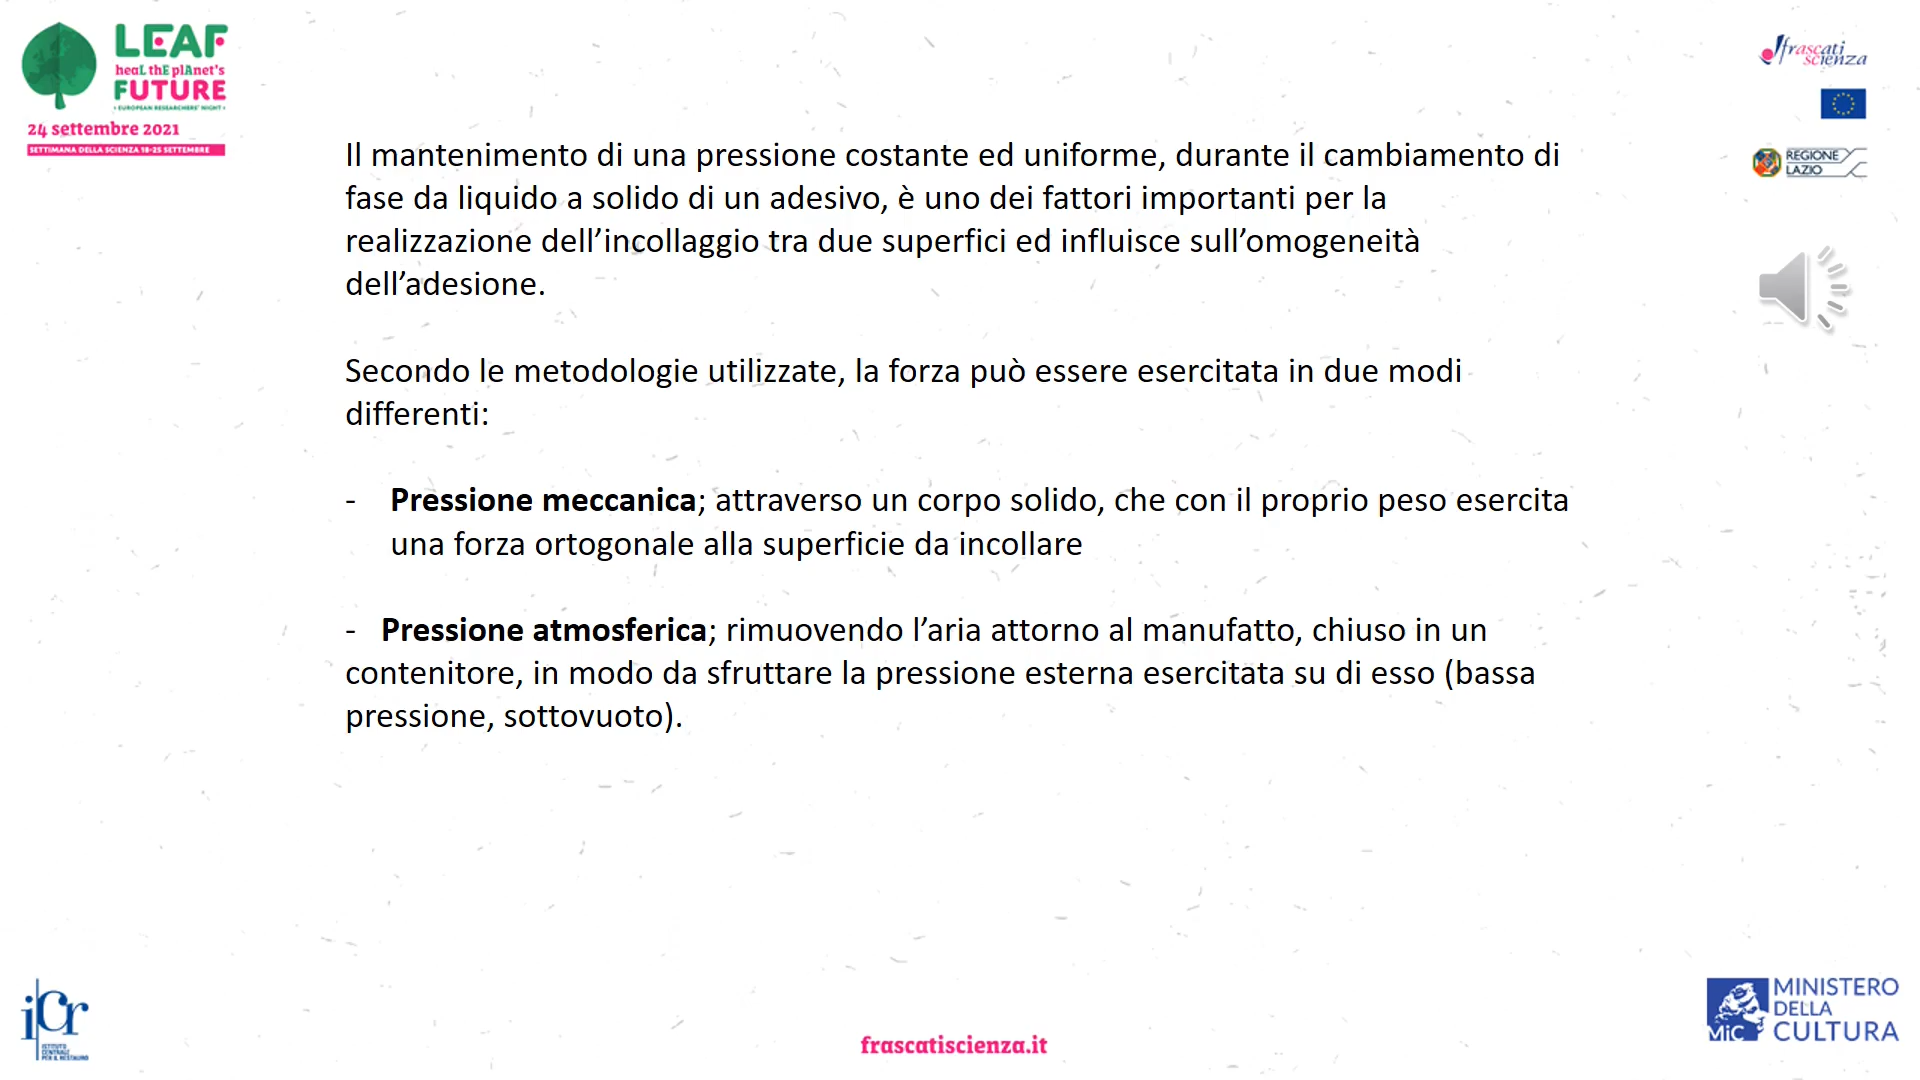 LEAF
heaL thE plAnet's
FUTURE
• EUROPEAN RESEARCHERS' NIGHT •
24 settembre 2021
SETTIMANA DELLA SCIENZA 18-25 SETTEMBRE
frascati
scienza
REGIONE
LAZIO
Il mantenimento di una pressione costante ed uniforme, durante il cambiamento di
fase da liquido a solido di un adesivo, è uno dei fattori importanti per la
realizzazione dell’incollaggio tra due superfici ed influisce sull’omogeneità
dell’adesione.
Secondo le metodologie utilizzate, la forza può essere esercitata in due modi
differenti:
- Pressione meccanica; attraverso un corpo solido, che con il proprio peso esercita
una forza ortogonale alla superficie da incollare
- Pressione atmosferica; rimuovendo l’aria attorno al manufatto, chiuso in un
contenitore, in modo da sfruttare la pressione esterna esercitata su di esso (bassa
pressione, sottovuoto).
icr
ISTITUTO
CENTRALE
PER IL RESTAURO
frascatiscienza.it
MiC
MINISTERO
DELLA
CULTURA